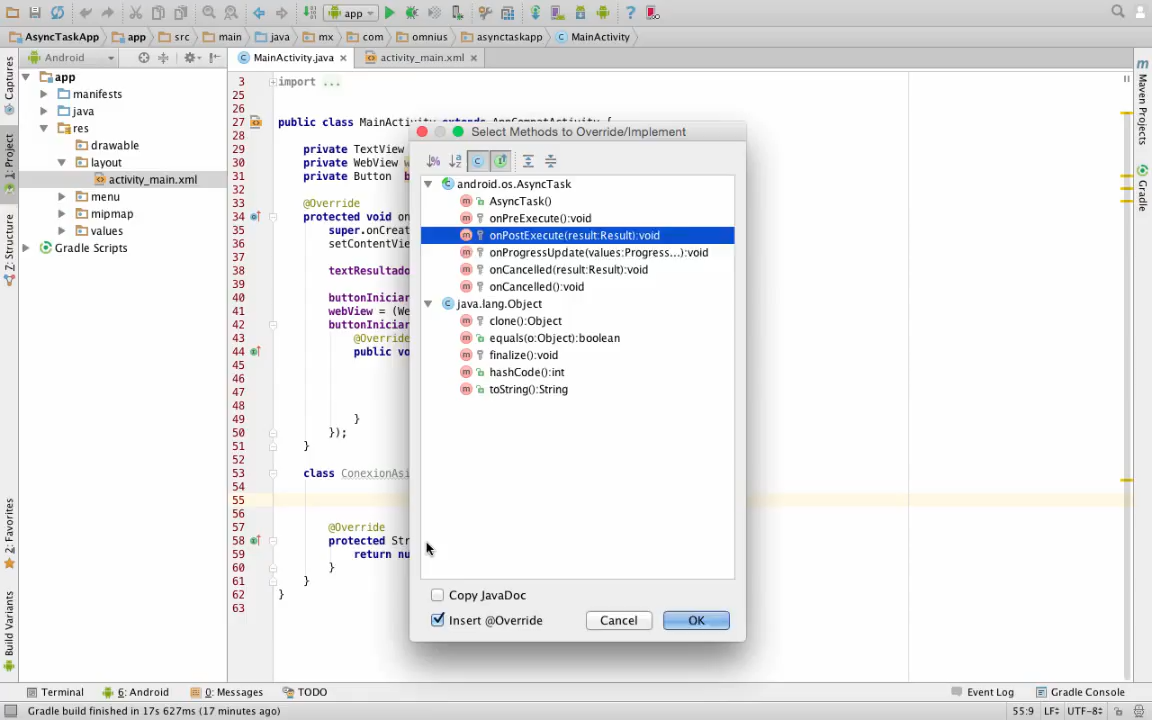 app
AsyncTaskApp app src main java mx com omnius asynctaskapp MainActivity
Captures
1: Project
Z: Structure
2: Favorites
Build Variants
Android
app
manifests
java
res
drawable
layout
activity_main.xml
menu
mipmap
values
Gradle Scripts
MainActivity.java activity_main.xml
3 import ...
25
26
27 public class MainActivity extends AppCompatActivity {
28
29 private TextView
30 private WebView w
31 private Button b
32
33 @Override
34 protected void on
35 super.onCreat
36 setContentVie
37
38 textResultado
39
40 buttonIniciar
41 webView = (We
42 buttonIniciar
43 @Override
44 public vo
45
46
47
48
49 }
50 });
51 }
52
53 class ConexionAsi
54
55
56
57 @Override
58 protected Str
59 return nu
60 }
61 }
62 }
63
Select Methods to Override/Implement
android.os.AsyncTask
AsyncTask()
onPreExecute():void
onPostExecute(result:Result):void
onProgressUpdate(values:Progress...):void
onCancelled(result:Result):void
onCancelled():void
java.lang.Object
clone():Object
equals(o:Object):boolean
finalize():void
hashCode():int
toString():String
Copy JavaDoc
Insert @Override
Cancel OK
m Maven Projects
Gradle
Terminal 6: Android 0: Messages TODO Event Log Gradle Console
Gradle build finished in 17s 627ms (17 minutes ago) 55:9 LF UTF-8